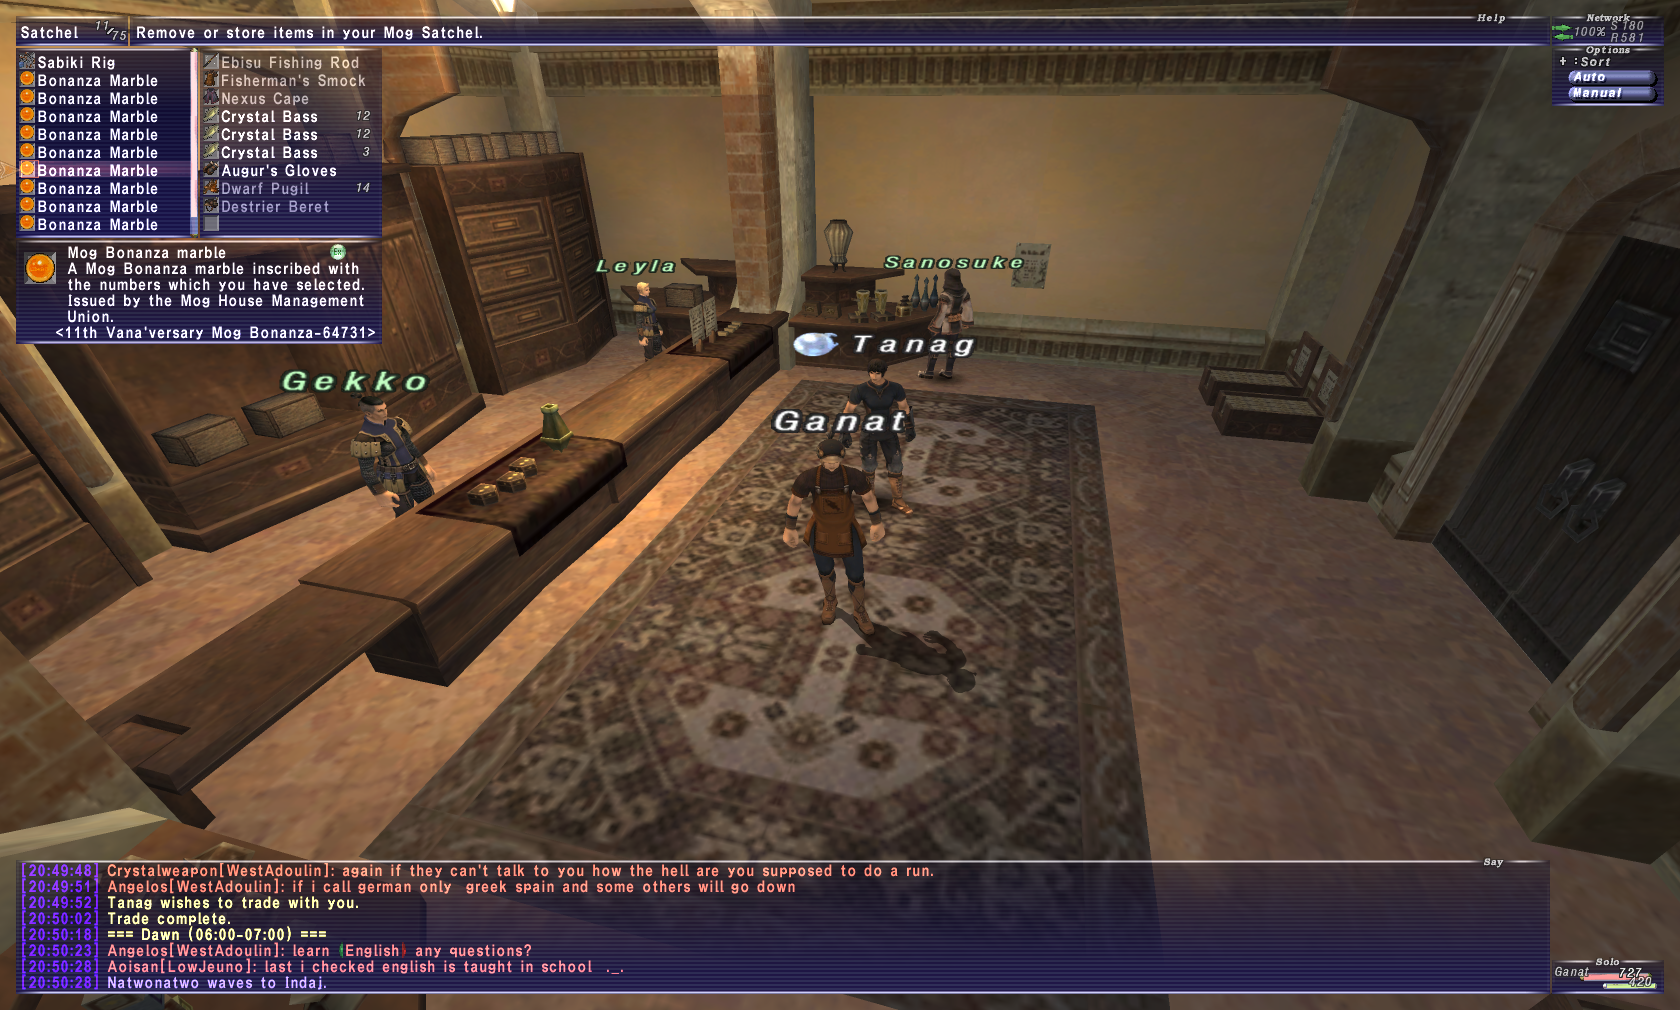 Satchel 11/75
Remove or store items in your Mog Satchel.
Help
Network
100% S 180
R 581
Options
+ :Sort
Auto
Manual
Sabiki Rig
Bonanza Marble
Bonanza Marble
Bonanza Marble
Bonanza Marble
Bonanza Marble
Bonanza Marble
Bonanza Marble
Bonanza Marble
Bonanza Marble
Ebisu Fishing Rod
Fisherman's Smock
Nexus Cape
Crystal Bass 12
Crystal Bass 12
Crystal Bass 3
Augur's Gloves
Dwarf Pugil 14
Destrier Beret
Mog Bonanza marble Ex
A Mog Bonanza marble inscribed with
the numbers which you have selected.
Issued by the Mog House Management
Union.
<11th Vana'versary Mog Bonanza-64731>
Leyla
Sanosuke
Tanag
Gekko
Ganat
Say
[20:49:48] Crystalweapon[WestAdoulin]: again if they can't talk to you how the hell are you supposed to do a run.
[20:49:51] Angelos[WestAdoulin]: if i call german only  greek spain and some others will go down
[20:49:52] Tanag wishes to trade with you.
[20:50:02] Trade complete.
[20:50:18] === Dawn (06:00-07:00) ===
[20:50:23] Angelos[WestAdoulin]: learn {English} any questions?
[20:50:28] Aoisan[LowJeuno]: last i checked english is taught in school  ._.
[20:50:28] Natwonatwo waves to Indaj.
Solo
Ganat 727
420